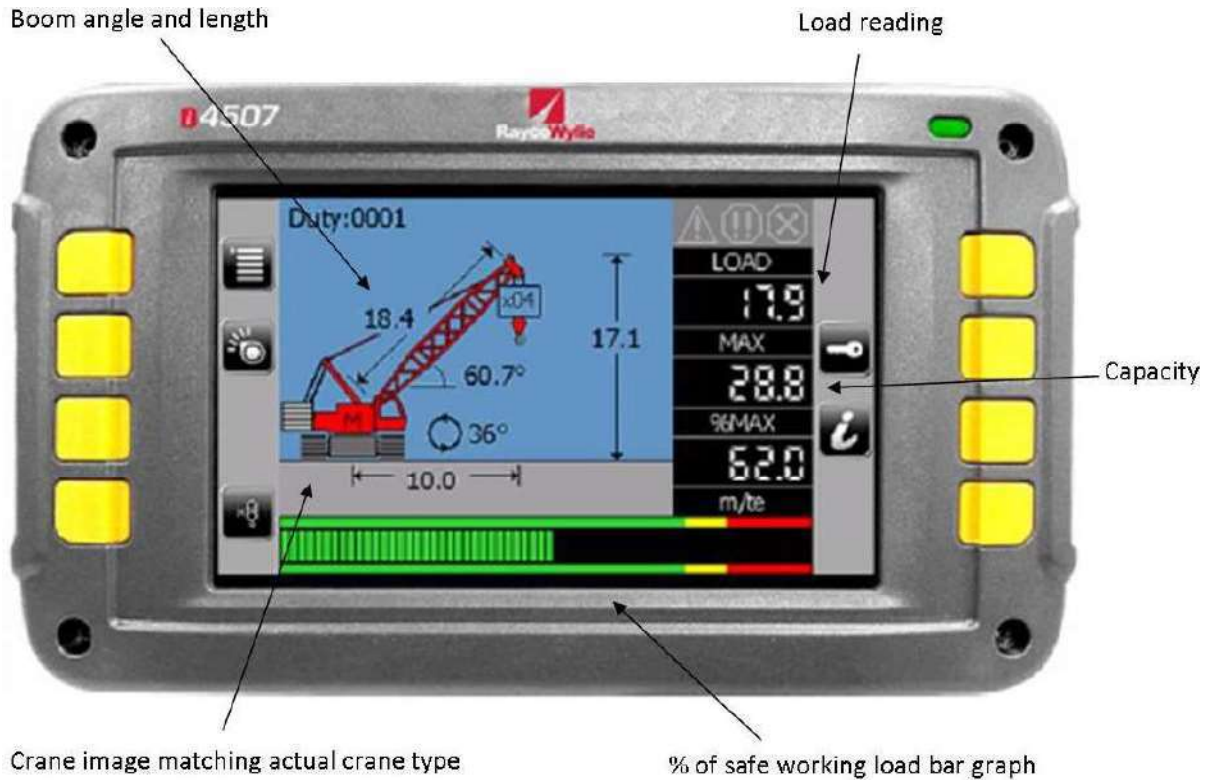 Boom angle and length
Load reading
i4507
RaycoWylie
Duty:0001
LOAD
17.9
x04
18.4
17.1
MAX
28.8
Capacity
60.7°
%MAX
M
36°
62.0
10.0
m/te
x8
Crane image matching actual crane type
% of safe working load bar graph